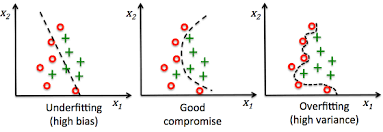 x₂
x₁
Underfitting
(high bias)
x₂
x₁
Good
compromise
x₂
x₁
Overfitting
(high variance)